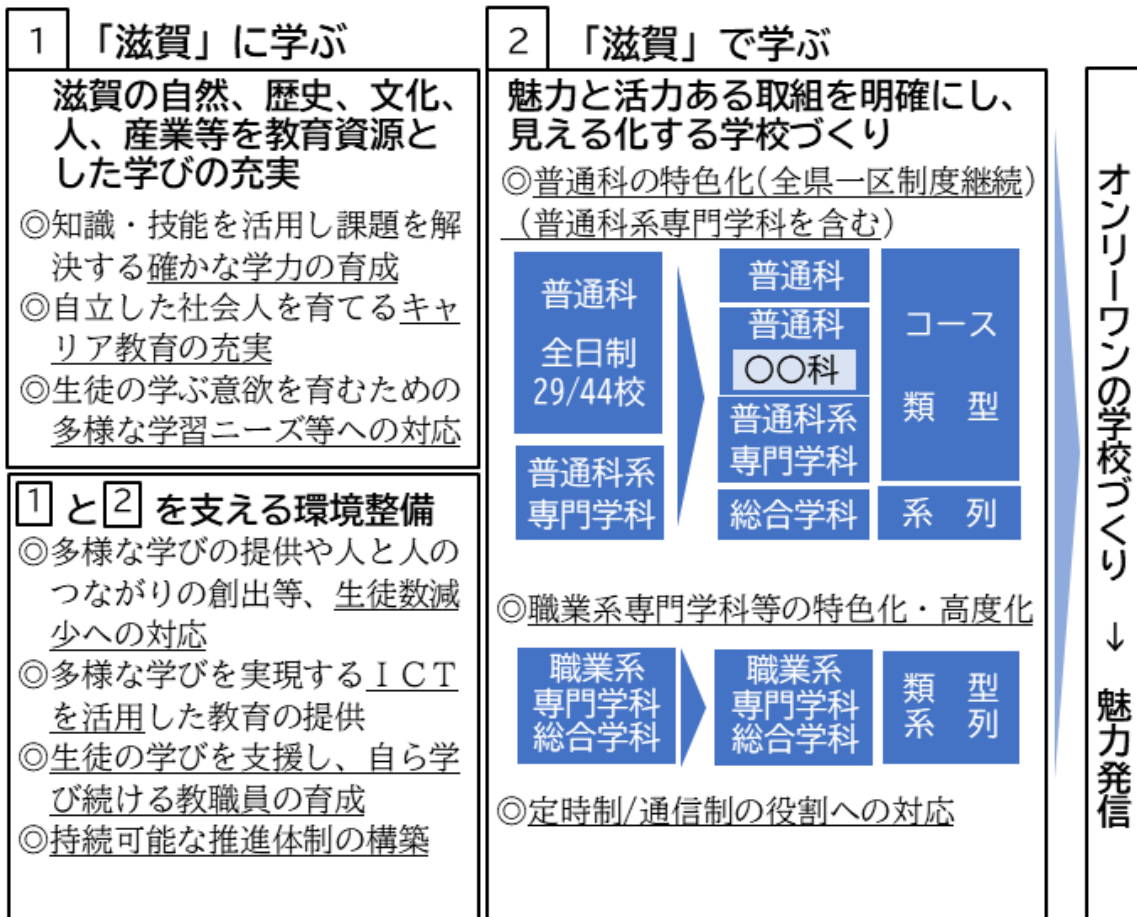 1 「滋賀」に学ぶ
滋賀の自然、歴史、文化、
人、産業等を教育資源と
した学びの充実
◎知識・技能を活用し課題を解
決する確かな学力の育成
◎自立した社会人を育てるキャ
リア教育の充実
◎生徒の学ぶ意欲を育むための
多様な学習ニーズ等への対応
1 と 2 を支える環境整備
◎多様な学びの提供や人と人の
つながりの創出等、生徒数減
少への対応
◎多様な学びを実現するＩＣＴ
を活用した教育の提供
◎生徒の学びを支援し、自ら学
び続ける教職員の育成
◎持続可能な推進体制の構築
2 「滋賀」で学ぶ
魅力と活力ある取組を明確にし、
見える化する学校づくり
◎普通科の特色化(全県一区制度継続)
(普通科系専門学科を含む)
普通科
全日制
29/44校
普通科系
専門学科
普通科
普通科
〇〇科
普通科系
専門学科
総合学科
コース
類　型
系　列
◎職業系専門学科等の特色化・高度化
職業系
専門学科
総合学科
職業系
専門学科
総合学科
類　型
系　列
◎定時制/通信制の役割への対応
オンリーワンの学校づくり　→　魅力発信